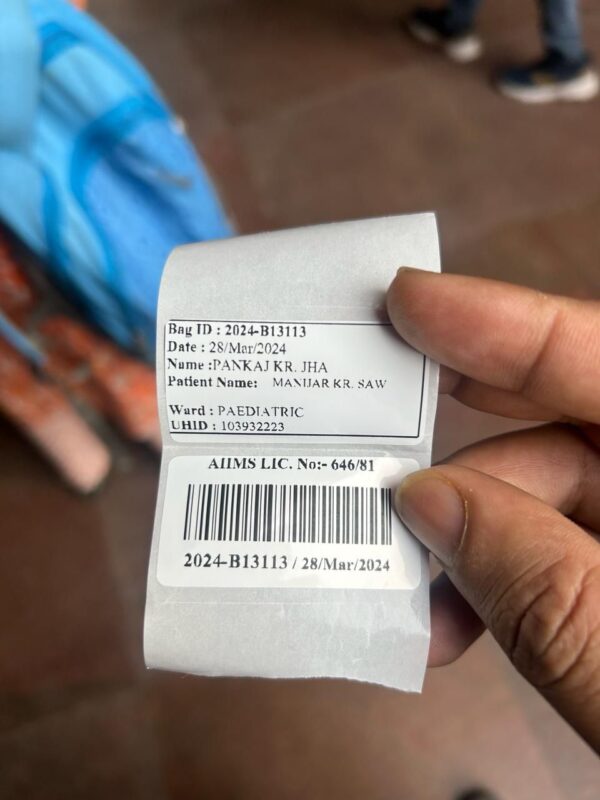 Bag ID : 2024-B13113
Date : 28/Mar/2024
Name :PANKAJ KR. JHA
Patient Name: MANIJAR KR. SAW
Ward : PAEDIATRIC
UHID : 103932223
AIIMS LIC. No:- 646/81
2024-B13113 / 28/Mar/2024